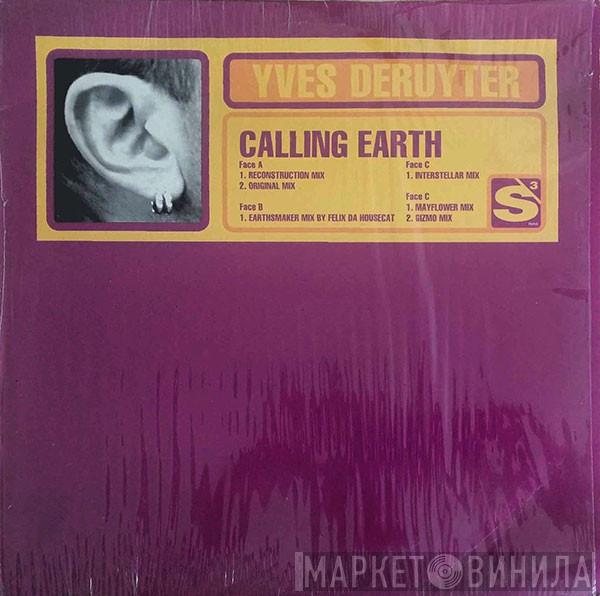 YVES DERUYTER
CALLING EARTH
Face A
1. RECONSTRUCTION MIX
2. ORIGINAL MIX
Face B
1. EARTHSMAKER MIX BY FELIX DA HOUSECAT
Face C
1. INTERSTELLAR MIX
Face C
1. MAYFLOWER MIX
2. GIZMO MIX
S 3
МАРКЕТ ВИНИЛА